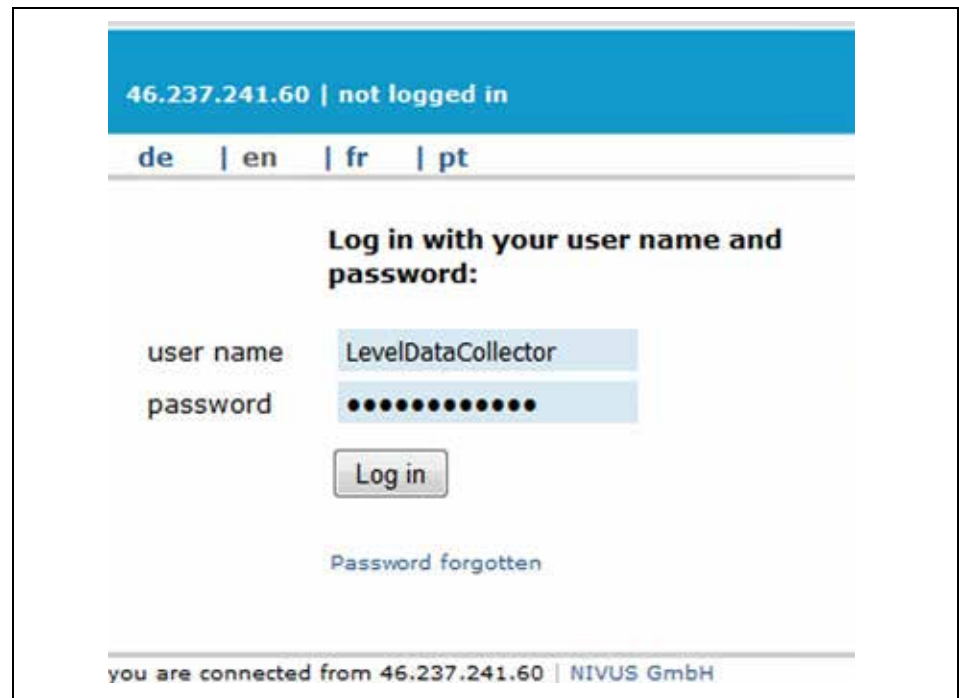 46.237.241.60 | not logged in
de | en | fr | pt
Log in with your user name and
password:
user name LevelDataCollector
password ••••••••••••
Log in
Password forgotten
you are connected from 46.237.241.60 | NIVUS GmbH